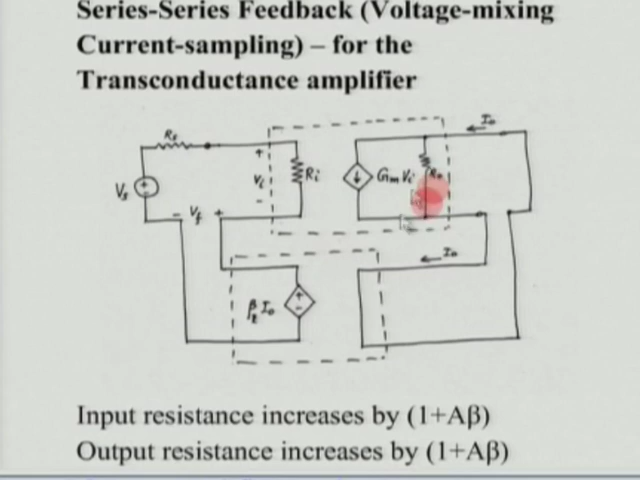 Series-Series Feedback (Voltage-mixing
Current-sampling) – for the
Transconductance amplifier
Rs
Io
+
Vi
-
Ri
Gm Vi
Ro
Vs
- Vf +
Io
β Io
Input resistance increases by (1+Aβ)
Output resistance increases by (1+Aβ)